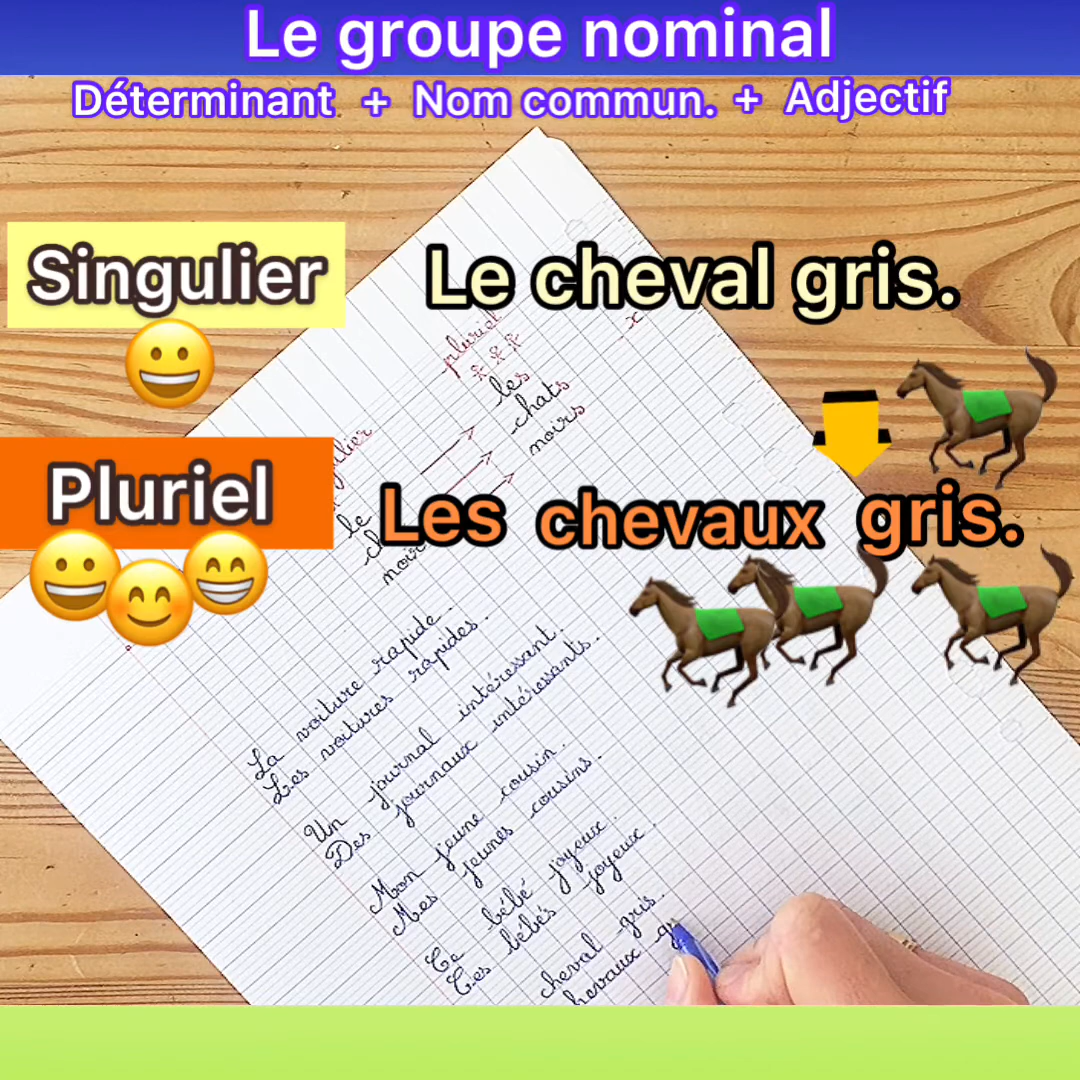 Le groupe nominal
Déterminant + Nom commun. + Adjectif
Singulier
Le cheval gris.
Pluriel
Les chevaux gris.
pluriel
x
les
chats
noirs
le
La voiture rapide.
Les voitures rapides.
Un journal intéressant.
Des journaux intéressants.
Mon jeune cousin.
Mes jeunes cousins.
Ce bébé joyeux.
Ces bébés joyeux.
cheval gris.